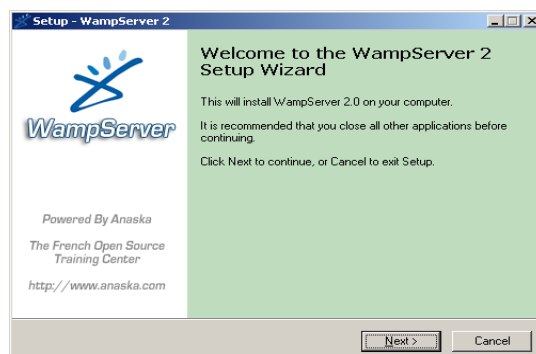 Setup - WampServer 2
Welcome to the WampServer 2
Setup Wizard
This will install WampServer 2.0 on your computer.
It is recommended that you close all other applications before
continuing.
Click Next to continue, or Cancel to exit Setup.
WampServer
Powered By Anaska
The French Open Source
Training Center
http://www.anaska.com
Next >
Cancel